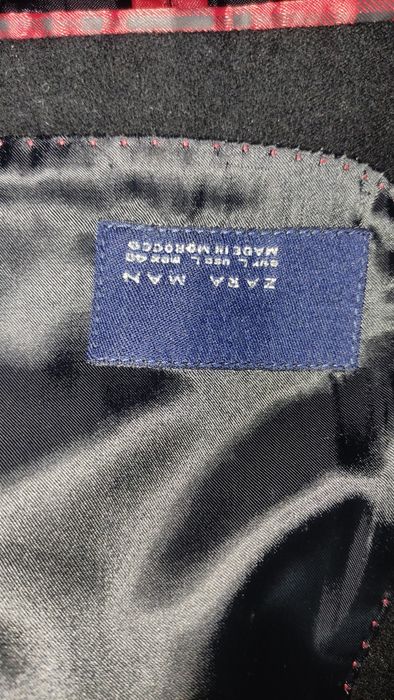 ZARA MAN
EUR L USA L MEX 40
MADE IN MOROCCO